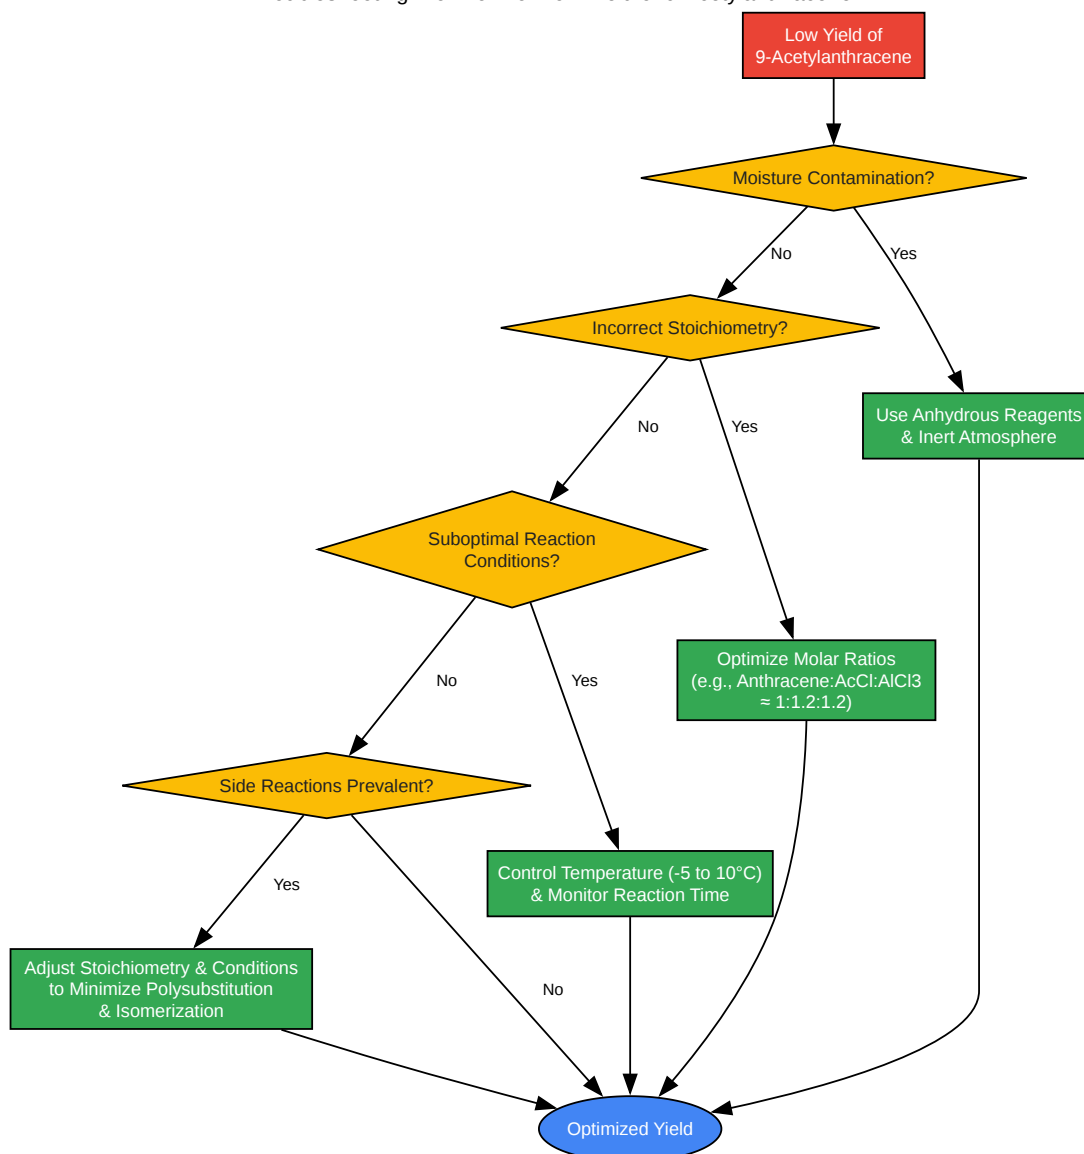 Low Yield of
9-Acetylanthracene
Moisture Contamination?
No
Yes
Incorrect Stoichiometry?
Use Anhydrous Reagents
& Inert Atmosphere
No
Yes
Suboptimal Reaction
Conditions?
Optimize Molar Ratios
(e.g., Anthracene:AcCl:AlCl3
≈ 1:1.2:1.2)
No
Yes
Side Reactions Prevalent?
Control Temperature (-5 to 10°C)
& Monitor Reaction Time
Yes
Adjust Stoichiometry & Conditions
to Minimize Polysubstitution
& Isomerization
No
Optimized Yield